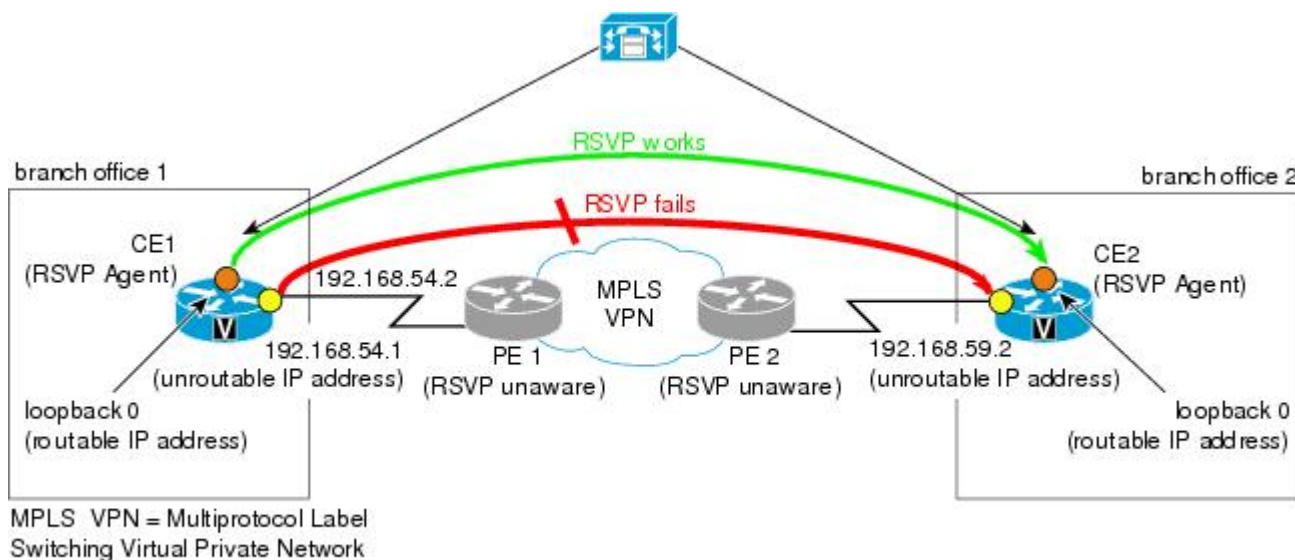 RSVP works
branch office 1
branch office 2
RSVP fails
CE1
(RSVP Agent)
CE2
(RSVP Agent)
192.168.54.2
MPLS
VPN
V
V
192.168.54.1
(unroutable IP address)
PE 1
(RSVP unaware)
PE 2
(RSVP unaware)
192.168.59.2
(unroutable IP address)
loopback 0
(routable IP address)
loopback 0
(routable IP address)
MPLS VPN = Multiprotocol Label
Switching Virtual Private Network